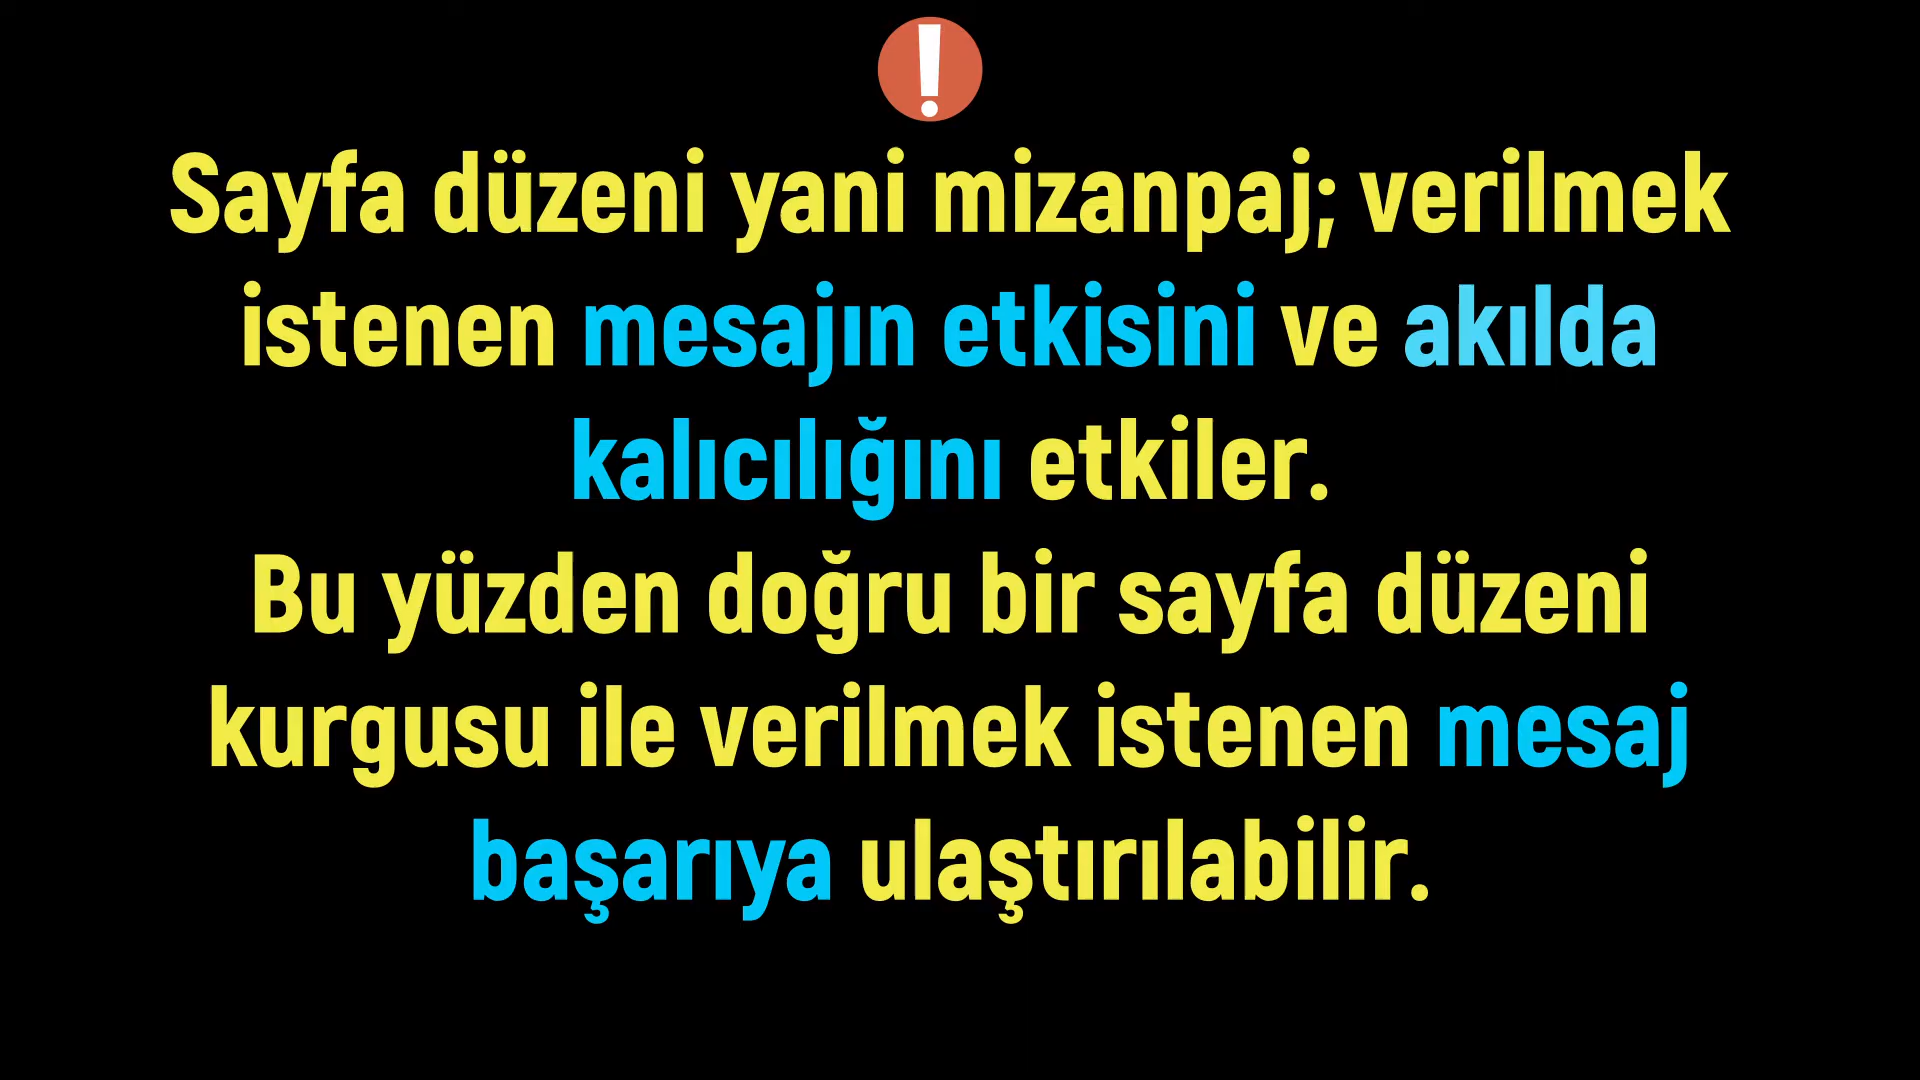 Sayfa düzeni yani mizanpaj; verilmek
istenen mesajın etkisini ve akılda
kalıcılığını etkiler.
Bu yüzden doğru bir sayfa düzeni
kurgusu ile verilmek istenen mesaj
başarıya ulaştırılabilir.